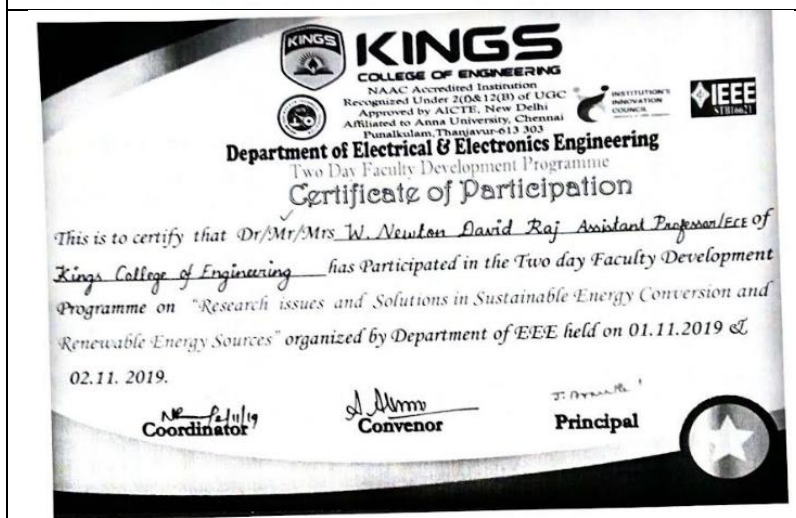 KINGS
KINGS
COLLEGE OF ENGINEERING
NAAC Accredited Institution
Recognized Under 2(f)&12(B) of UGC
Approved by AICTE, New Delhi
Affiliated to Anna University, Chennai
Punalkulam, Thanjavur-613 303
INSTITUTION'S
INNOVATION
COUNCIL
IEEE
STB16621
Department of Electrical & Electronics Engineering
Two Day Faculty Development Programme
Certificate of Participation
This is to certify that Dr/Mr/Mrs W. Newton David Raj Assistant Professor/ECE of
Kings College of Engineering has Participated in the Two day Faculty Development
Programme on "Research issues and Solutions in Sustainable Energy Conversion and
Renewable Energy Sources" organized by Department of EEE held on 01.11.2019 &
02.11. 2019.
Coordinator
Convenor
Principal